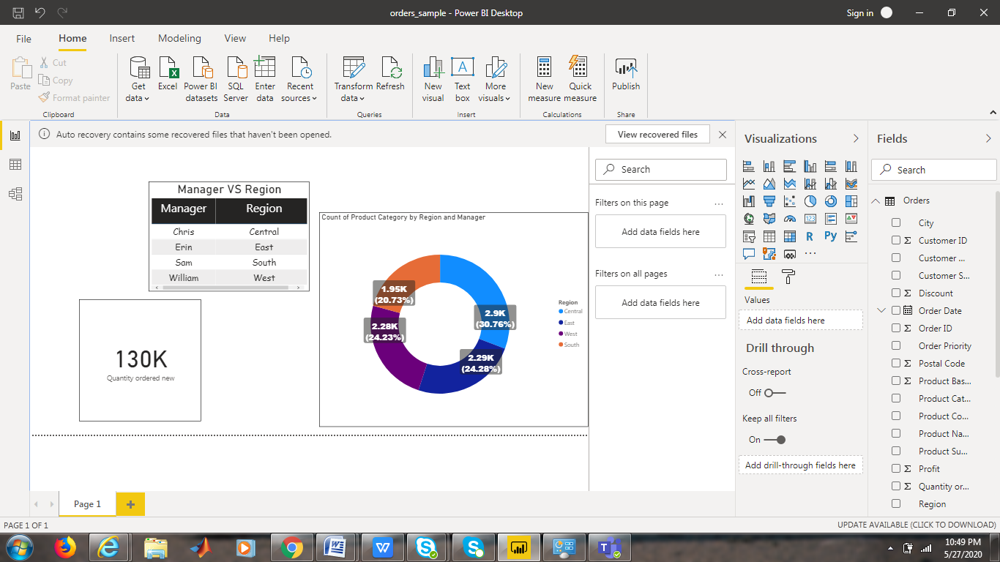 orders_sample - Power BI Desktop
Sign in
File Home Insert Modeling View Help
Paste
Cut
Copy
Format painter
Clipboard
Get data
Excel
Power BI datasets
SQL Server
Enter data
Recent sources
Data
Transform data
Refresh
Queries
New visual
Text box
More visuals
Insert
New measure
Quick measure
Calculations
Publish
Share
Auto recovery contains some recovered files that haven't been opened.
View recovered files
Manager VS Region
Manager Region
Chris Central
Erin East
Sam South
William West
130K
Quantity ordered new
Count of Product Category by Region and Manager
1.95K
(20.73%)
2.9K
(30.76%)
2.28K
(24.23%)
2.29K
(24.28%)
Region
Central
East
West
South
Search
Filters on this page
Add data fields here
Filters on all pages
Add data fields here
Visualizations
123
R
Py
Values
Add data fields here
Drill through
Cross-report
Off
Keep all filters
On
Add drill-through fields here
Fields
Search
Orders
City
Customer ID
Customer ...
Customer S...
Discount
Order Date
Order ID
Order Priority
Postal Code
Product Bas...
Product Cat...
Product Co...
Product Na...
Product Su...
Profit
Quantity or...
Region
Page 1
PAGE 1 OF 1
UPDATE AVAILABLE (CLICK TO DOWNLOAD)
10:49 PM
5/27/2020